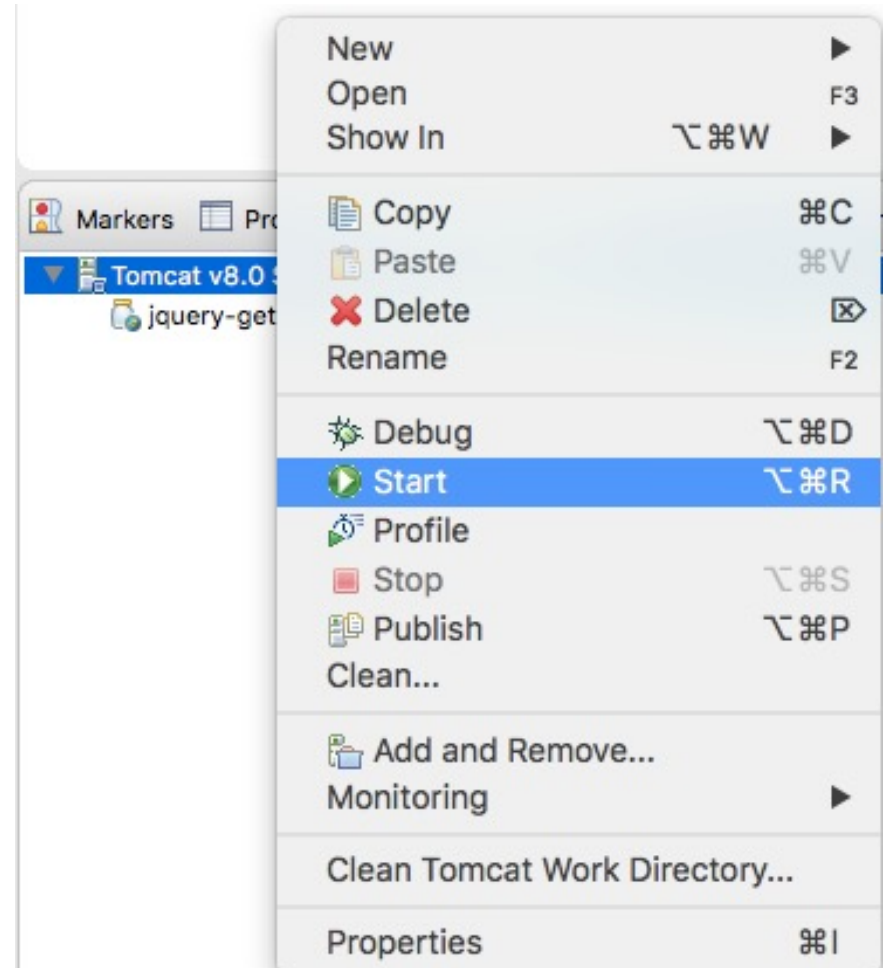 New
Open F3
Show In ⌥⌘W
Markers
Copy ⌘C
Paste ⌘V
Tomcat v8.0
jquery-get
Delete ⌦
Rename F2
Debug ⌥⌘D
Start ⌥⌘R
Profile
Stop ⌥⌘S
Publish ⌥⌘P
Clean...
Add and Remove...
Monitoring
Clean Tomcat Work Directory...
Properties ⌘I